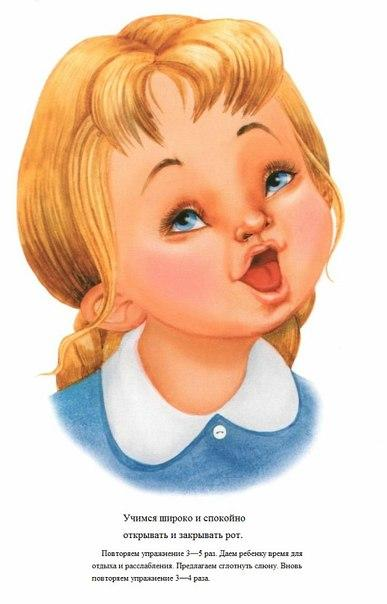 Учимся широко и спокойно
открывать и закрывать рот.
Повторяем упражнение 3—5 раз. Даем ребенку время для
отдыха и расслабления. Предлагаем сглотнуть слюну. Вновь
повторяем упражнение 3—4 раза.